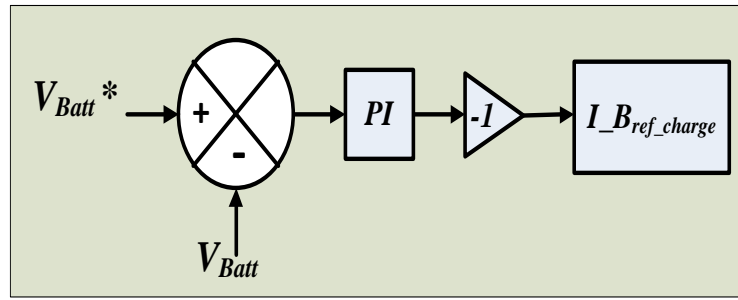 V_Batt*
+
-
PI
-1
I_B_ref_charge
V_Batt